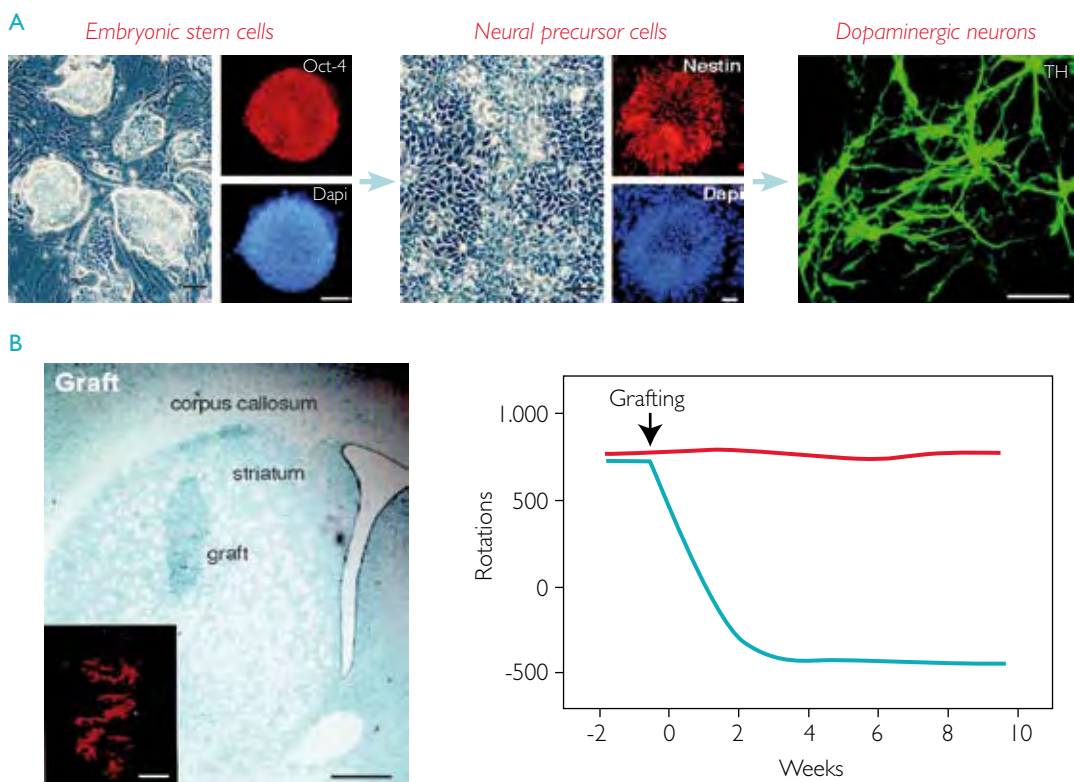 A
Embryonic stem cells
Neural precursor cells
Dopaminergic neurons
Oct-4
Dapi
Nestin
Dapi
TH
B
Graft
corpus callosum
striatum
graft
Grafting
1.000
500
0
-500
Rotations
-2 0 2 4 6 8 10
Weeks